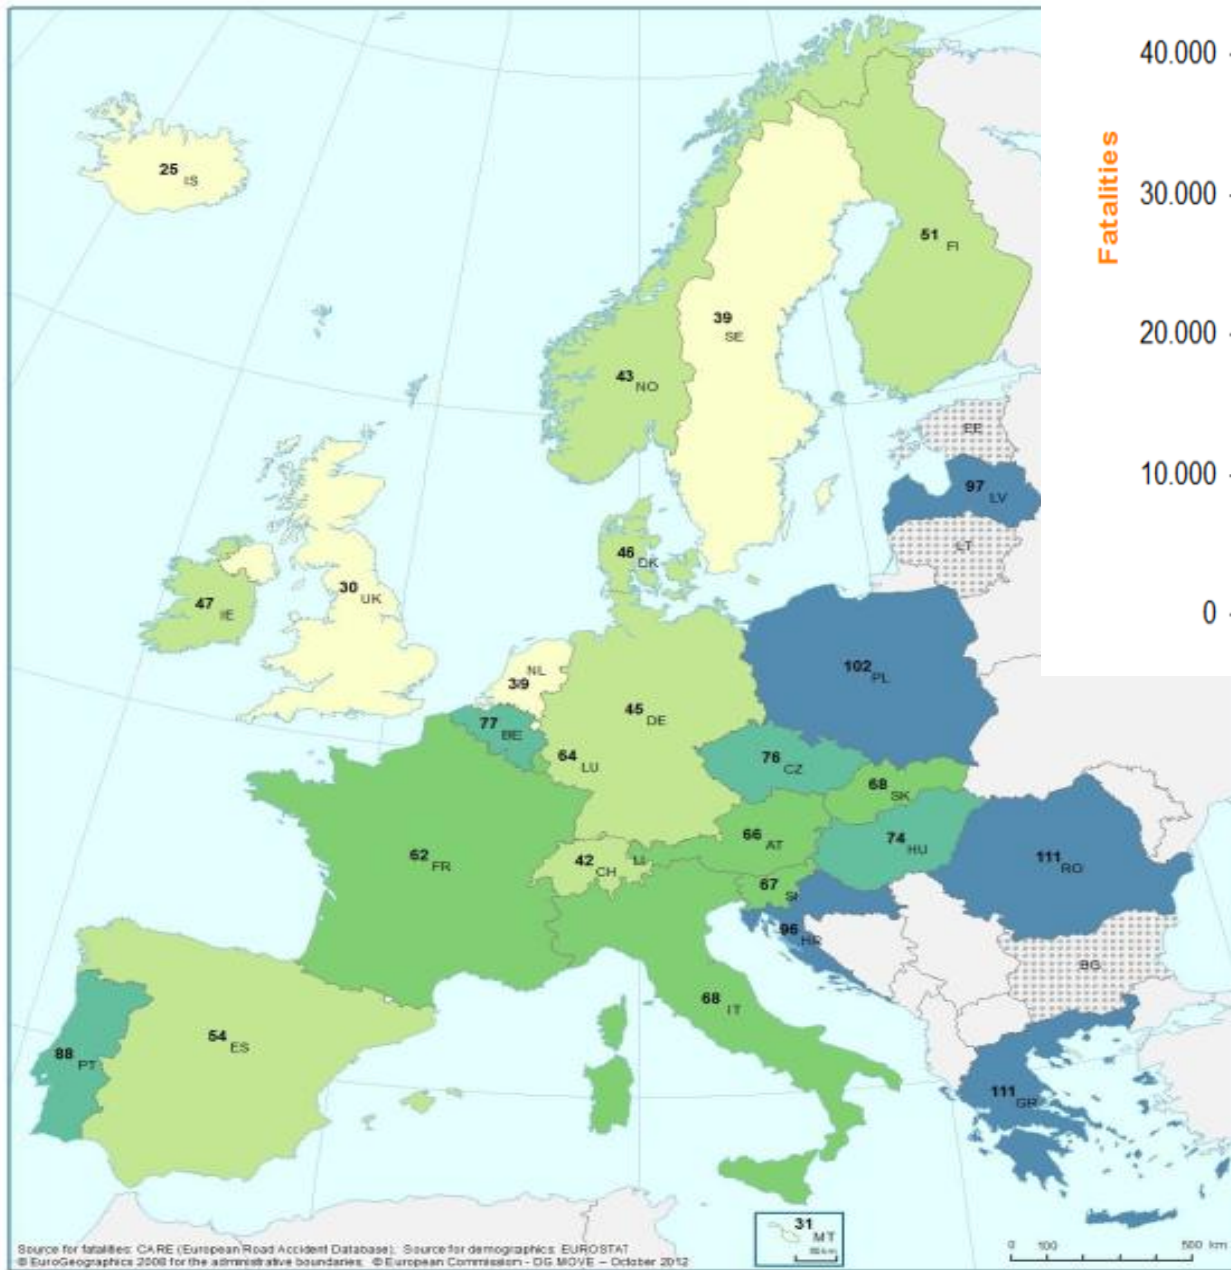 40.000
Fatalities
30.000
20.000
10.000
0
25 IS
51 FI
39 SE
43 NO
EE
97 LV
LT
46 DK
47 IE
30 UK
NL
39
102 PL
45 DE
77 BE
64 LU
76 CZ
68 SK
66 AT
74 HU
62 FR
42 CH
LI
111 RO
67 SI
96 HR
BG
68 IT
54 ES
88 PT
111 GR
31
MT
Source for fatalities: CARE (European Road Accident Database); Source for demographics: EUROSTAT
© EuroGeographics 2008 for the administrative boundaries; © European Commission - DG MOVE – October 2012
0 100 500 km